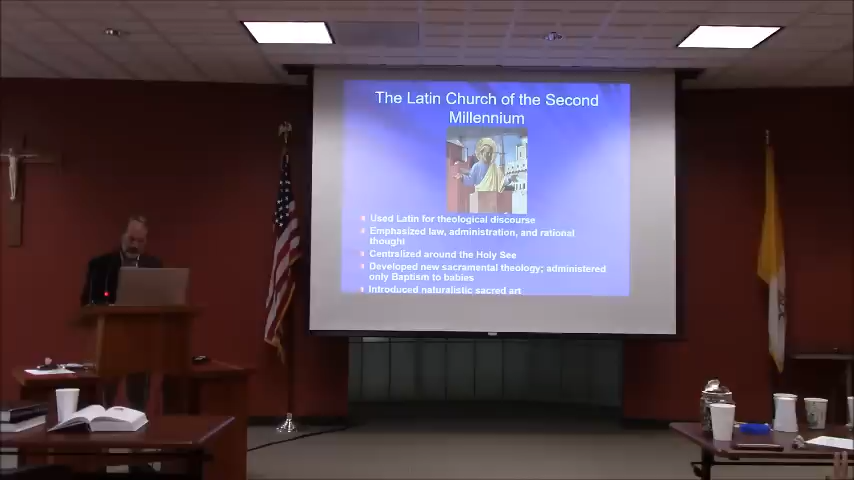 The Latin Church of the Second
Millennium
Used Latin for theological discourse
Emphasized law, administration, and rational
thought
Centralized around the Holy See
Developed new sacramental theology; administered
only Baptism to babies
Introduced naturalistic sacred art